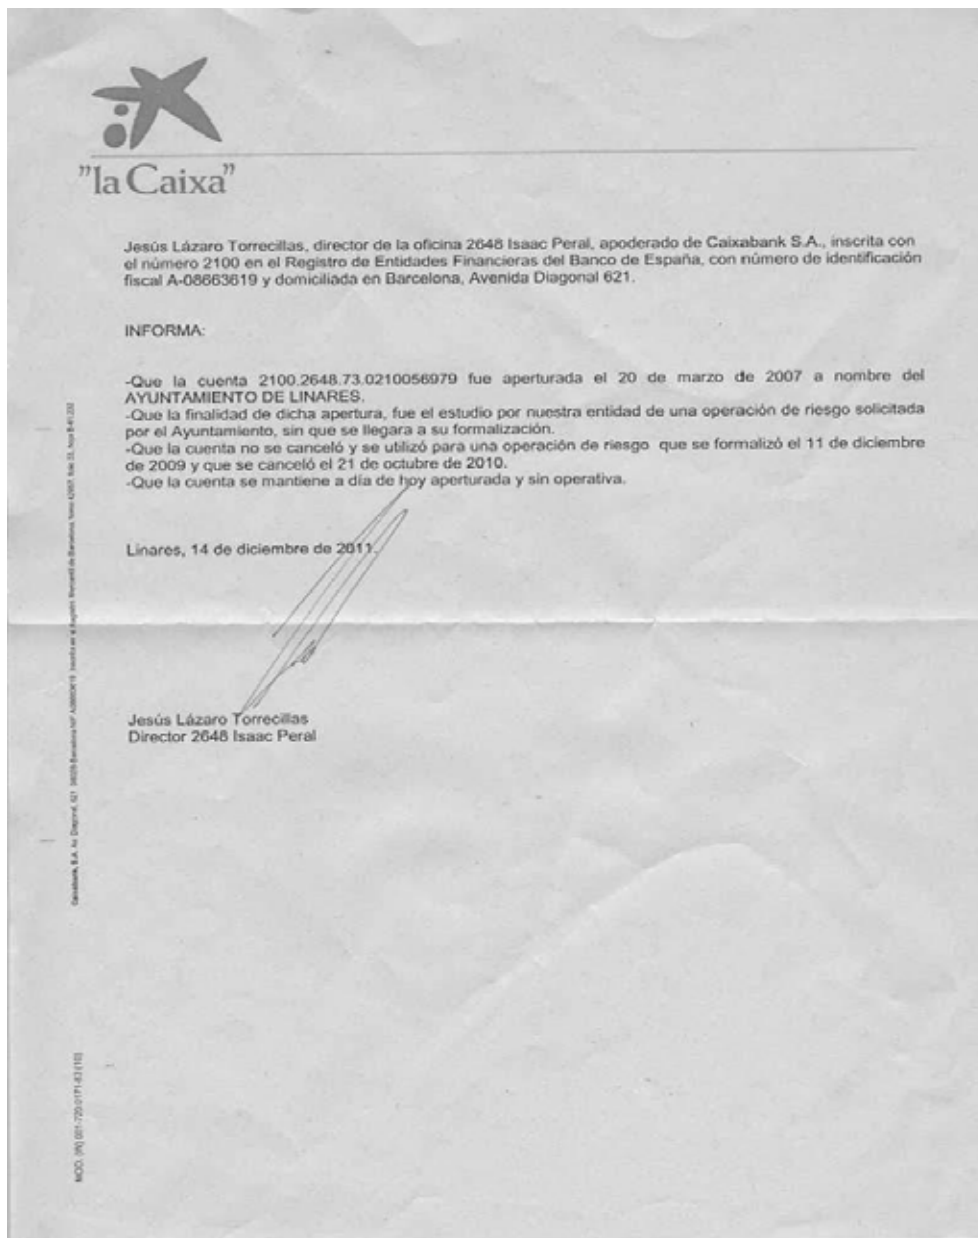 "la Caixa"
Jesús Lázaro Torrecillas, director de la oficina 2648 Isaac Peral, apoderado de Caixabank S.A., inscrita con
el número 2100 en el Registro de Entidades Financieras del Banco de España, con número de identificación
fiscal A-08663619 y domiciliada en Barcelona, Avenida Diagonal 621.
INFORMA:
-Que la cuenta 2100.2648.73.0210056979 fue aperturada el 20 de marzo de 2007 a nombre del
AYUNTAMIENTO DE LINARES.
-Que la finalidad de dicha apertura, fue el estudio por nuestra entidad de una operación de riesgo solicitada
por el Ayuntamiento, sin que se llegara a su formalización.
-Que la cuenta no se canceló y se utilizó para una operación de riesgo que se formalizó el 11 de diciembre
de 2009 y que se canceló el 21 de octubre de 2010.
-Que la cuenta se mantiene a día de hoy aperturada y sin operativa.
Linares, 14 de diciembre de 2011.
Jesús Lázaro Torrecillas
Director 2648 Isaac Peral